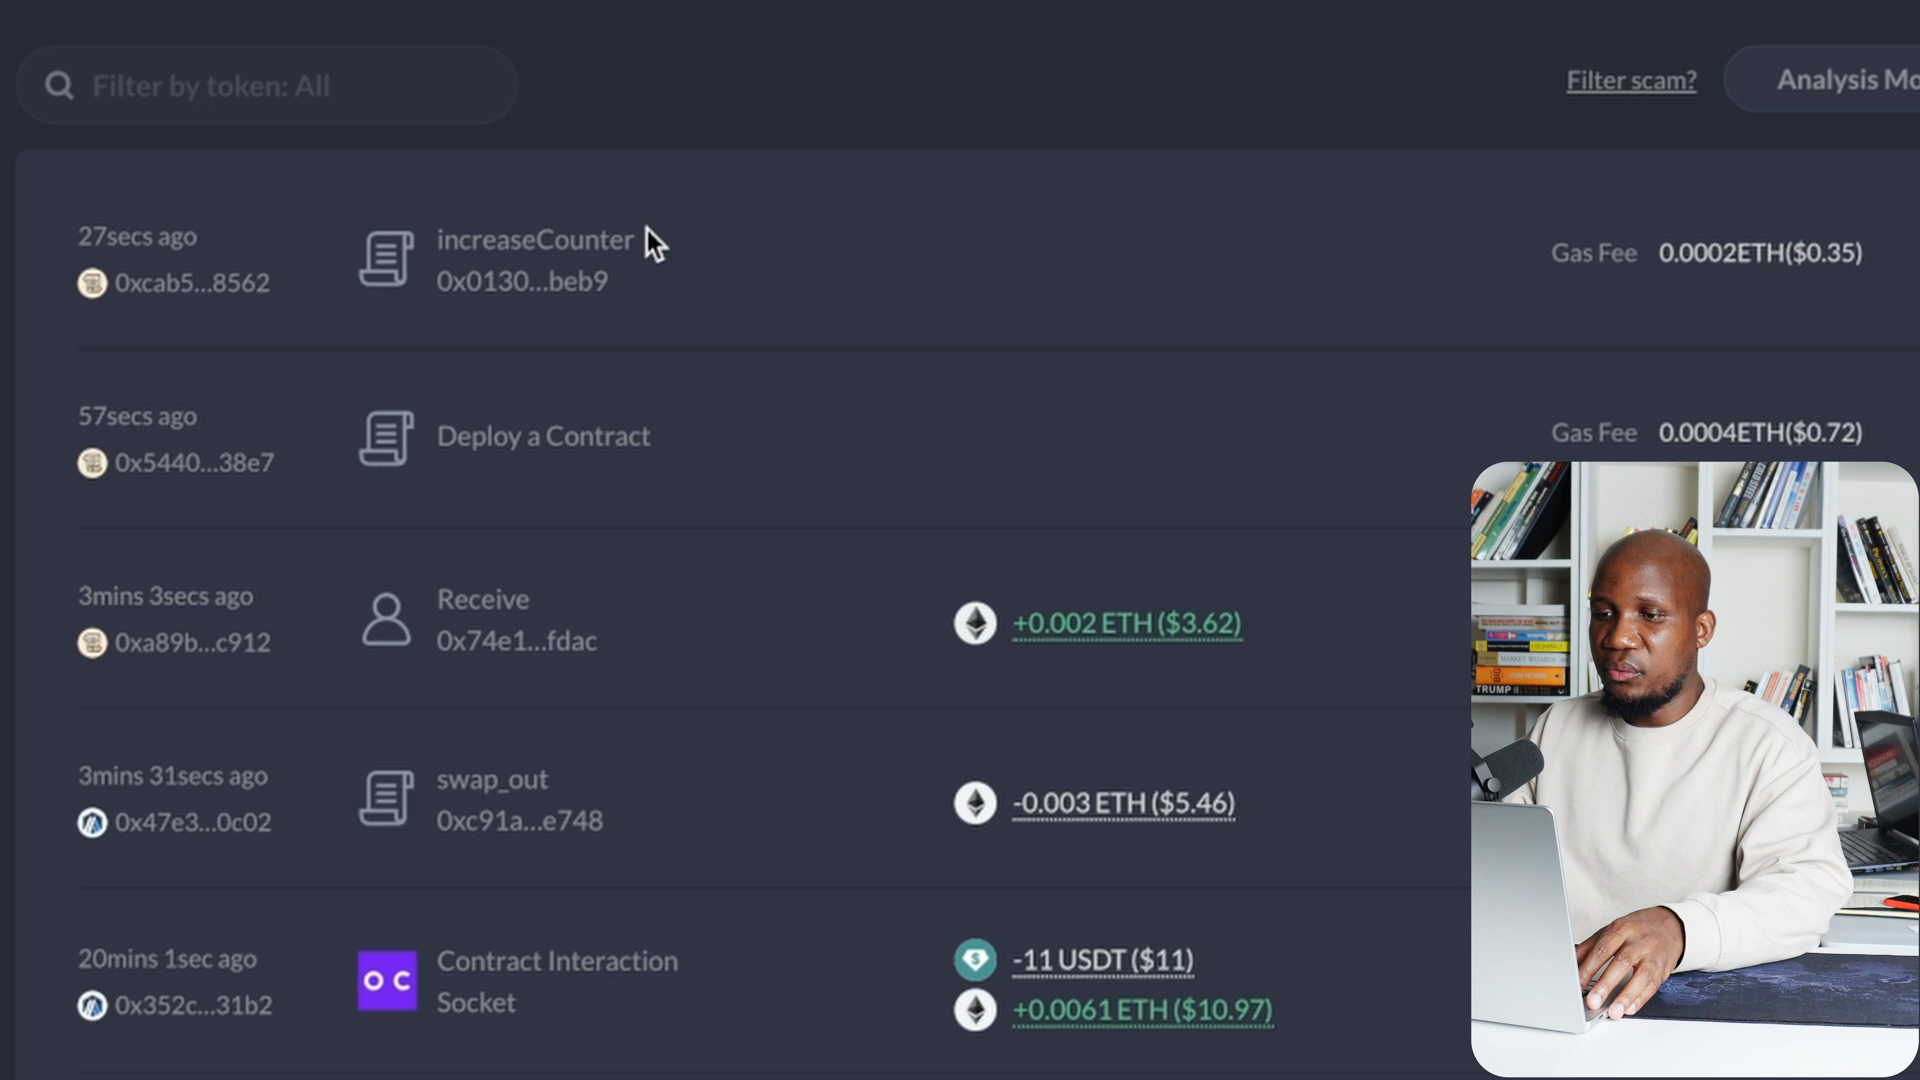 Filter by token: All
Filter scam?
Analysis Mo
27secs ago
0xcab5...8562
increaseCounter
0x0130...beb9
Gas Fee 0.0002ETH($0.35)
57secs ago
0x5440...38e7
Deploy a Contract
Gas Fee 0.0004ETH($0.72)
3mins 3secs ago
0xa89b...c912
Receive
0x74e1...fdac
+0.002 ETH ($3.62)
3mins 31secs ago
0x47e3...0c02
swap_out
0xc91a...e748
-0.003 ETH ($5.46)
20mins 1sec ago
0x352c...31b2
O C
Contract Interaction
Socket
-11 USDT ($11)
+0.0061 ETH ($10.97)
MARKET WIZARDS
TOM PETERS
TRUMP